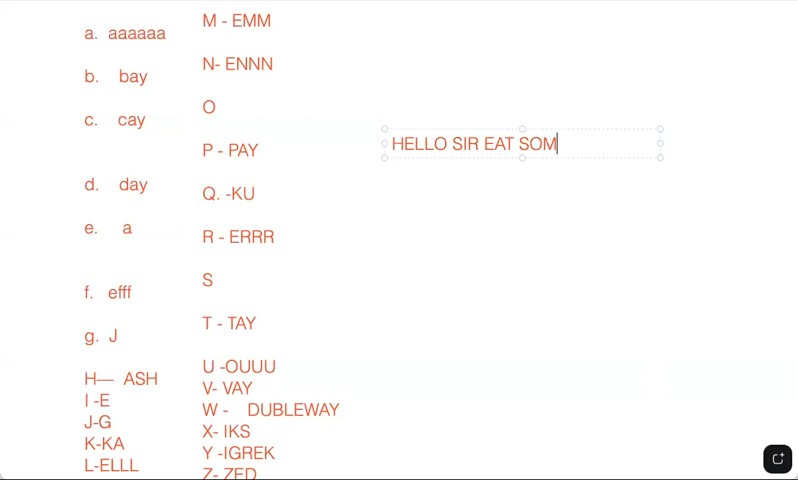 a. aaaaaa
b. bay
c. cay
d. day
e. a
f. efff
g. J
H— ASH
I -E
J-G
K-KA
L-ELLL
M - EMM
N- ENNN
O
P - PAY
Q. -KU
R - ERRR
S
T - TAY
U -OUUU
V- VAY
W - DUBLEWAY
X- IKS
Y -IGREK
Z- ZED
HELLO SIR EAT SOM